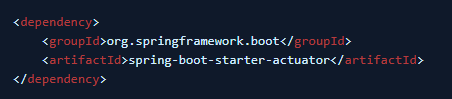 <dependency>
    <groupId>org.springframework.boot</groupId>
    <artifactId>spring-boot-starter-actuator</artifactId>
</dependency>